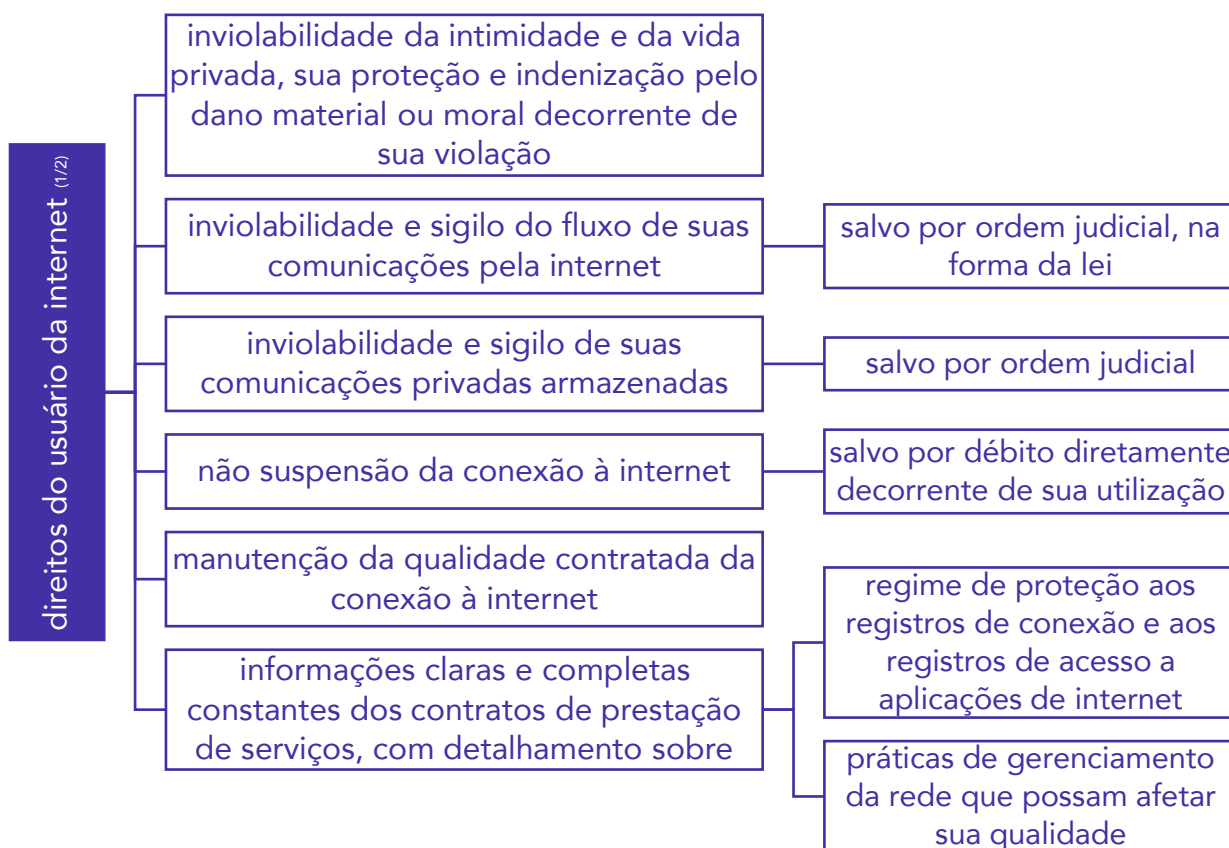 direitos do usuário da internet (1/2)
inviolabilidade da intimidade e da vida
privada, sua proteção e indenização pelo
dano material ou moral decorrente de
sua violação
inviolabilidade e sigilo do fluxo de suas
comunicações pela internet
salvo por ordem judicial, na
forma da lei
inviolabilidade e sigilo de suas
comunicações privadas armazenadas
salvo por ordem judicial
não suspensão da conexão à internet
salvo por débito diretamente
decorrente de sua utilização
manutenção da qualidade contratada da
conexão à internet
informações claras e completas
constantes dos contratos de prestação
de serviços, com detalhamento sobre
regime de proteção aos
registros de conexão e aos
registros de acesso a
aplicações de internet
práticas de gerenciamento
da rede que possam afetar
sua qualidade